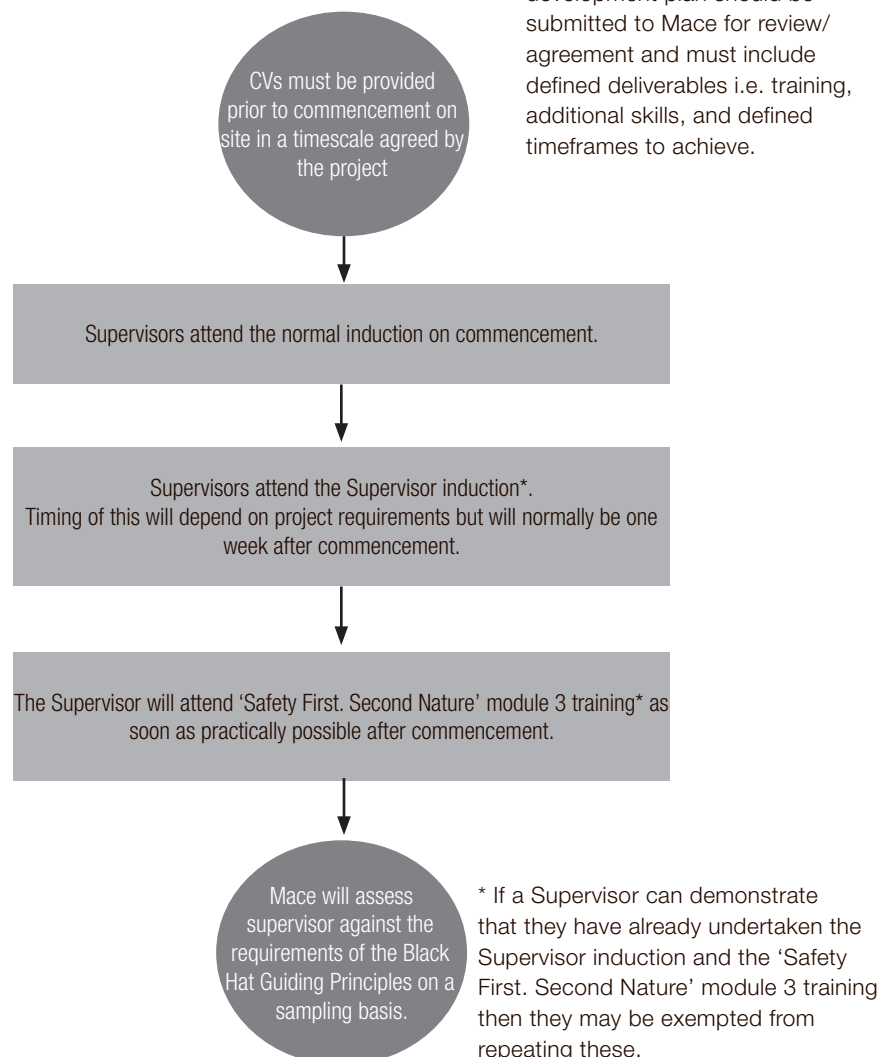 development plan should be
submitted to Mace for review/
agreement and must include
defined deliverables i.e. training,
additional skills, and defined
timeframes to achieve.
CVs must be provided
prior to commencement on
site in a timescale agreed by
the project
Supervisors attend the normal induction on commencement.
Supervisors attend the Supervisor induction*.
Timing of this will depend on project requirements but will normally be one
week after commencement.
The Supervisor will attend ‘Safety First. Second Nature’ module 3 training* as
soon as practically possible after commencement.
Mace will assess
supervisor against the
requirements of the Black
Hat Guiding Principles on a
sampling basis.
* If a Supervisor can demonstrate
that they have already undertaken the
Supervisor induction and the ‘Safety
First. Second Nature’ module 3 training
then they may be exempted from
repeating these.